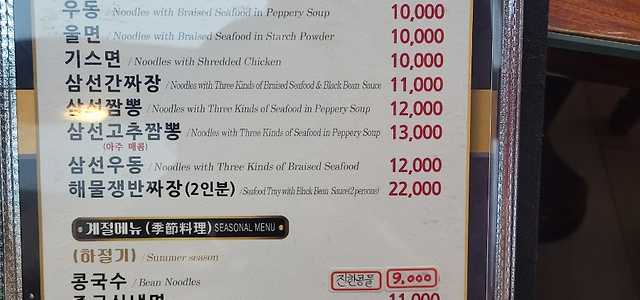 우동 / Noodles with Braised Seafood in Peppery Soup 10,000
울면 / Noodles with Braised Seafood in Starch Powder 10,000
기스면 / Noodles with Shredded Chicken 10,000
삼선간짜장 / Noodles with Three Kinds of Braised Seafood & Black Bean Sauce 11,000
삼선짬뽕 / Noodles with Three Kinds of Seafood in Peppery Soup 12,000
삼선고추짬뽕 / Noodles with Three Kinds of Seafood in Peppery Soup 13,000
(아주 매콤)
삼선우동 / Noodles with Three Kinds of Braised Seafood 12,000
해물쟁반짜장(2인분) / Seafood Tray with Black Bean Sauce(2 persons) 22,000
계절메뉴 (季節料理) SEASONAL MENU
(하절기) / Summer season
콩국수 / Bean Noodles 진한콩물 9,000
11,000